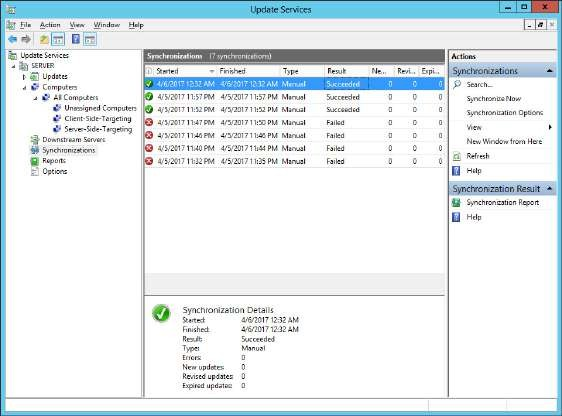 Update Services
File Action View Window Help
Update Services
SERVER
Updates
Computers
All Computers
Unassigned Computers
Client-Side-Targeting
Server-Side-Targeting
Downstream Servers
Synchronizations
Reports
Options
Synchronization (7 synchronizations)
Started Finished Type Result Ne... Revi... Expi...
4/6/2017 12:32 AM 4/6/2017 12:32 AM Manual Succeeded 0 0 0
4/5/2017 11:57 PM 4/5/2017 11:57 PM Manual Succeeded 0 0 0
4/5/2017 11:52 PM 4/5/2017 11:52 PM Manual Succeeded 0 0 0
4/5/2017 11:47 PM 4/5/2017 11:50 PM Manual Failed 0 0 0
4/5/2017 11:46 PM 4/5/2017 11:46 PM Manual Failed 0 0 0
4/5/2017 11:40 PM 4/5/2017 11:44 PM Manual Failed 0 0 0
4/5/2017 11:32 PM 4/5/2017 11:35 PM Manual Failed 0 0 0
Synchronization Details
Started: 4/6/2017 12:32 AM
Finished: 4/6/2017 12:32 AM
Result: Succeeded
Type: Manual
Errors: 0
New updates: 0
Revised updates: 0
Expired updates: 0
Actions
Synchronizations
Search...
Synchronize Now
Synchronization Options
View
New Window from Here
Refresh
Help
Synchronization Result
Synchronization Report
Help